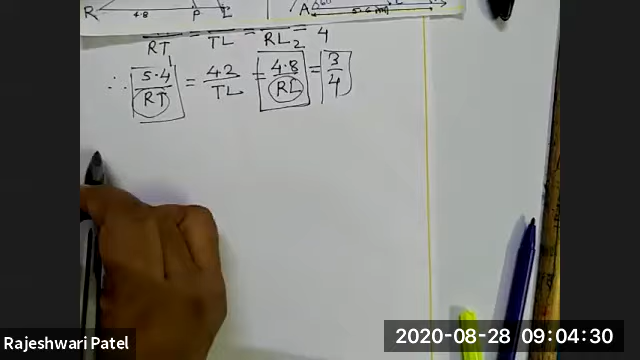 R 4.8 P L A 60° 5.6 cm
RT = TL = RL 2 = 4
∴ 5.4/RT = 4.2/TL = 4.8/RL = 3/4
Rajeshwari Patel
2020-08-28 09:04:30